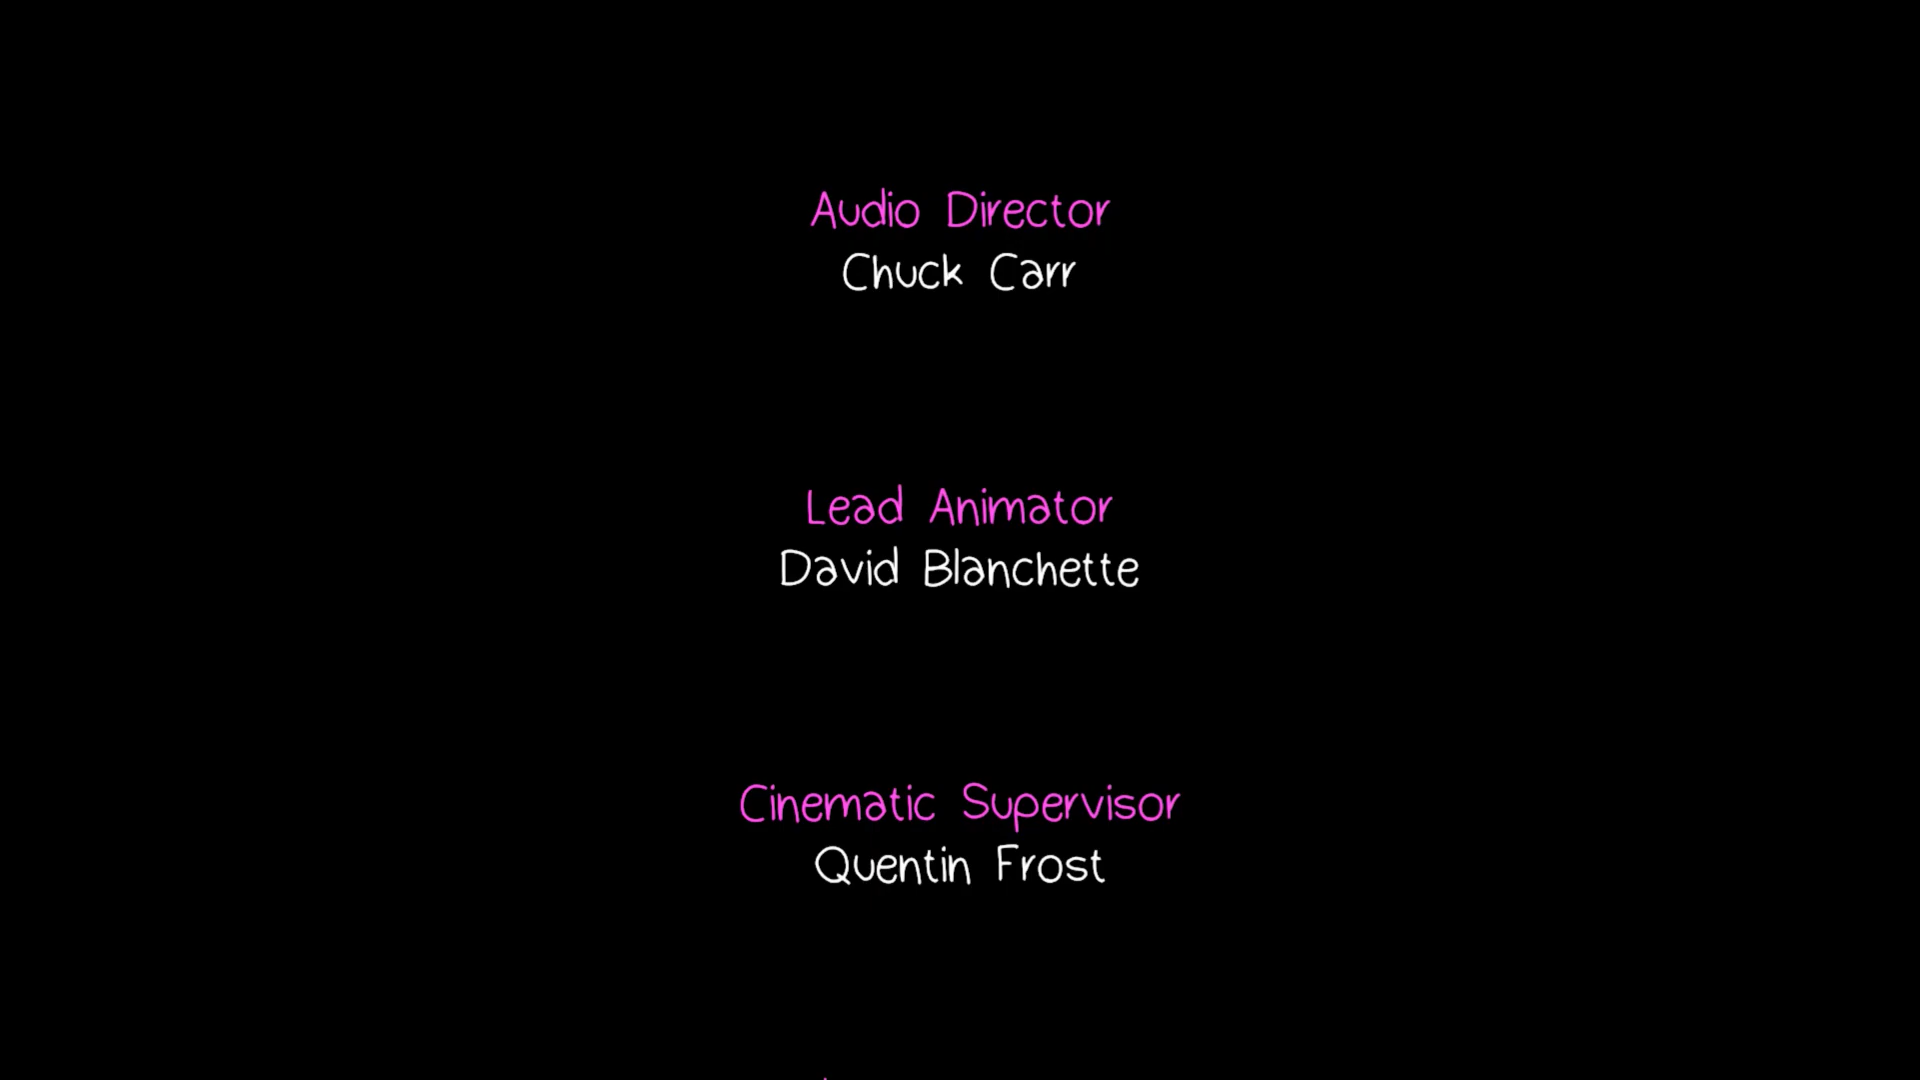 Audio Director
Chuck Carr
Lead Animator
David Blanchette
Cinematic Supervisor
Quentin Frost